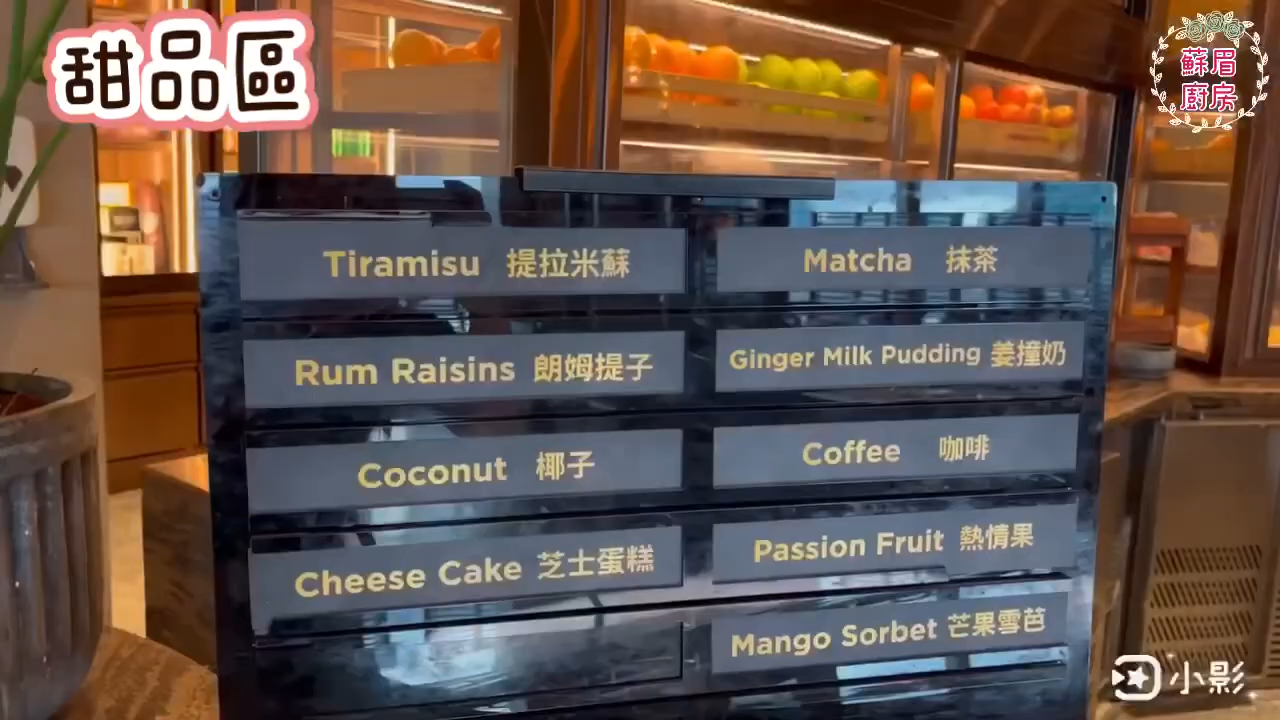 甜品區
蘇眉
廚房
Tiramisu 提拉米蘇
Matcha 抹茶
Rum Raisins 朗姆提子
Ginger Milk Pudding 姜撞奶
Coconut 椰子
Coffee 咖啡
Cheese Cake 芝士蛋糕
Passion Fruit 熱情果
Mango Sorbet 芒果雪芭
小影